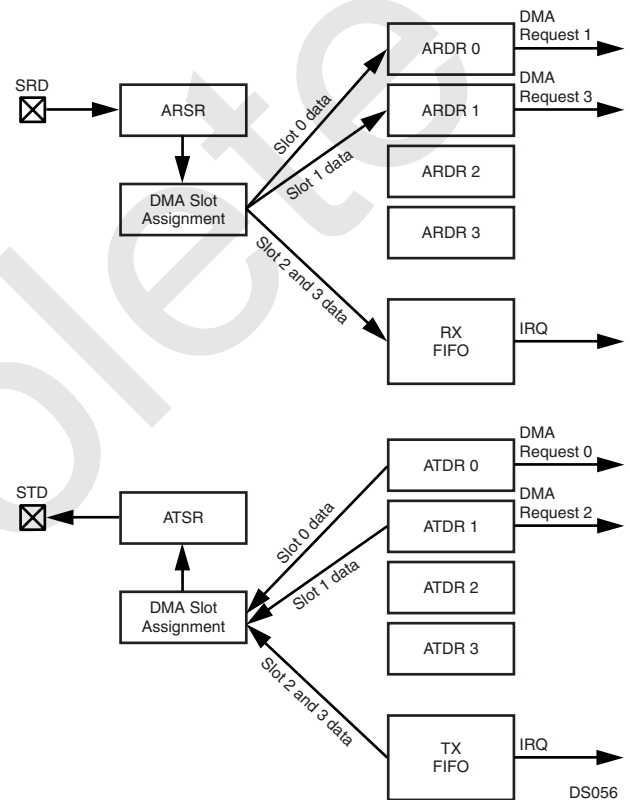 DMA
Request 1
ARDR 0
SRD
DMA
Request 3
ARSR
ARDR 1
Slot 0 data
Slot 1 data
ARDR 2
DMA Slot
Assignment
ARDR 3
Slot 2 and 3 data
RX
FIFO
IRQ
DMA
Request 0
ATDR 0
STD
DMA
Request 2
ATSR
ATDR 1
Slot 0 data
Slot 1 data
ATDR 2
DMA Slot
Assignment
ATDR 3
Slot 2 and 3 data
TX
FIFO
IRQ
DS056
olete